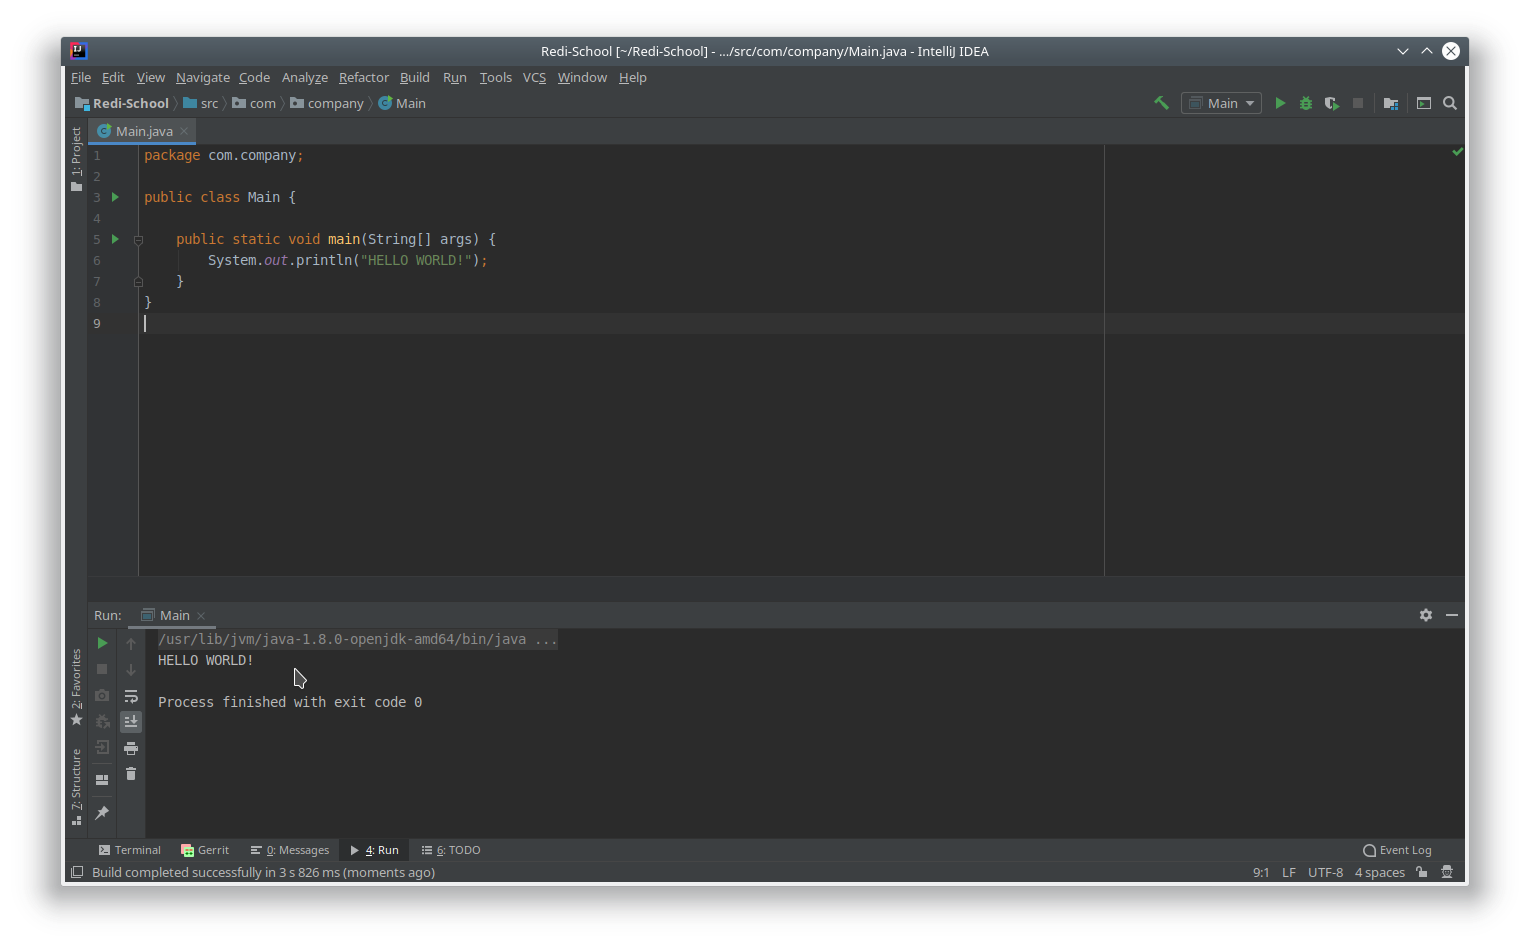 Redi-School [~/Redi-School] - .../src/com/company/Main.java - IntelliJ IDEA
File Edit View Navigate Code Analyze Refactor Build Run Tools VCS Window Help
Redi-School src com company Main Main
1: Project
Main.java
1 package com.company;
2
3 public class Main {
4
5 public static void main(String[] args) {
6 System.out.println("HELLO WORLD!");
7 }
8 }
9
Run: Main
/usr/lib/jvm/java-1.8.0-openjdk-amd64/bin/java ...
HELLO WORLD!
Process finished with exit code 0
2: Favorites
7: Structure
Terminal Gerrit 0: Messages 4: Run 6: TODO Event Log
Build completed successfully in 3 s 826 ms (moments ago) 9:1 LF UTF-8 4 spaces